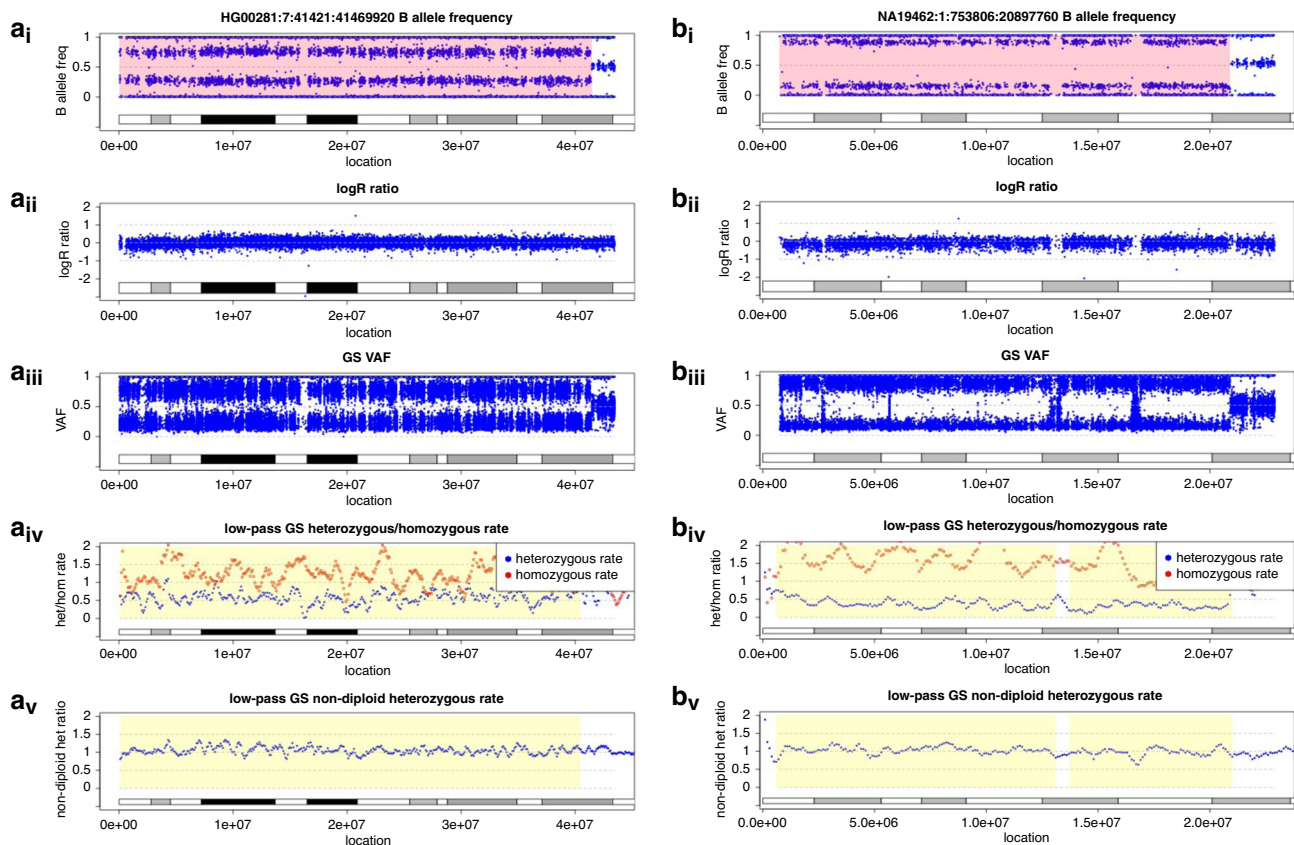 a i
HG00281:7:41421:41469920 B allele frequency
B allele freq
1
0.5
0
0e+00 1e+07 2e+07 3e+07 4e+07
location
a ii
logR ratio
logR ratio
2
1
0
-1
-2
0e+00 1e+07 2e+07 3e+07 4e+07
location
a iii
GS VAF
VAF
1
0.5
0
0e+00 1e+07 2e+07 3e+07 4e+07
location
a iv
low-pass GS heterozygous/homozygous rate
het/hom rate
2
1.5
1
0.5
0
heterozygous rate
homozygous rate
0e+00 1e+07 2e+07 3e+07 4e+07
location
a v
low-pass GS non-diploid heterozygous rate
non-diploid het ratio
2
1.5
1
0.5
0
0e+00 1e+07 2e+07 3e+07 4e+07
location
b i
NA19462:1:753806:20897760 B allele frequency
B allele freq
1
0.5
0
0.0e+00 5.0e+06 1.0e+07 1.5e+07 2.0e+07
location
b ii
logR ratio
logR ratio
2
1
0
-1
-2
0.0e+00 5.0e+06 1.0e+07 1.5e+07 2.0e+07
location
b iii
GS VAF
VAF
1
0.5
0
0.0e+00 5.0e+06 1.0e+07 1.5e+07 2.0e+07
location
b iv
low-pass GS heterozygous/homozygous rate
het/hom ratio
2
1.5
1
0.5
0
heterozygous rate
homozygous rate
0.0e+00 5.0e+06 1.0e+07 1.5e+07 2.0e+07
location
b v
low-pass GS non-diploid heterozygous rate
non-diploid het ratio
2
1.5
1
0.5
0
0.0e+00 5.0e+06 1.0e+07 1.5e+07 2.0e+07
location